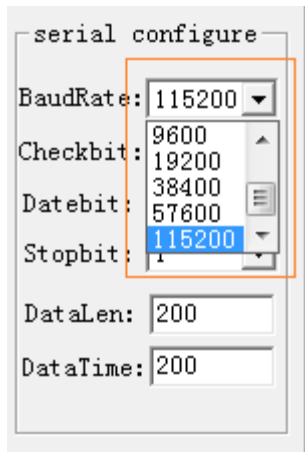 serial configure
BaudRate: 115200
9600
19200
38400
57600
115200
Checkbit:
Datebit:
Stopbit: 1
DataLen: 200
DataTime: 200